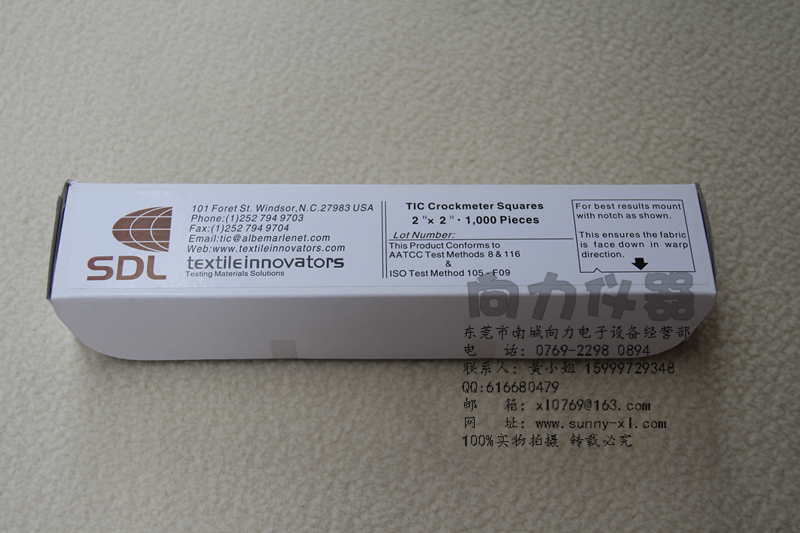 SDL
101 Foret St. Windsor,N.C.27983 USA
Phone:(1)252 794 9703
Fax:(1)252 794 9704
Email:tic@albemarlenet.com
Web:www.textileinnovators.com
textileinnovators
Testing Materials Solutions
TIC Crockmeter Squares
2 "x 2 "· 1,000 Pieces
Lot Number:
This Product Conforms to
AATCC Test Methods 8 & 116
&
ISO Test Method 105 - F09
For best results mount
with notch as shown.
This ensures the fabric
is face down in warp
direction.
向力仪器
东莞市南城向力电子设备经营部
电 话: 0769-2298 0894
联系人: 黄小姐 15999729348
QQ:616680479
邮 箱: xl0769@163.com
网 址: www.sunny-xl.com
100%实物拍摄 转载必究